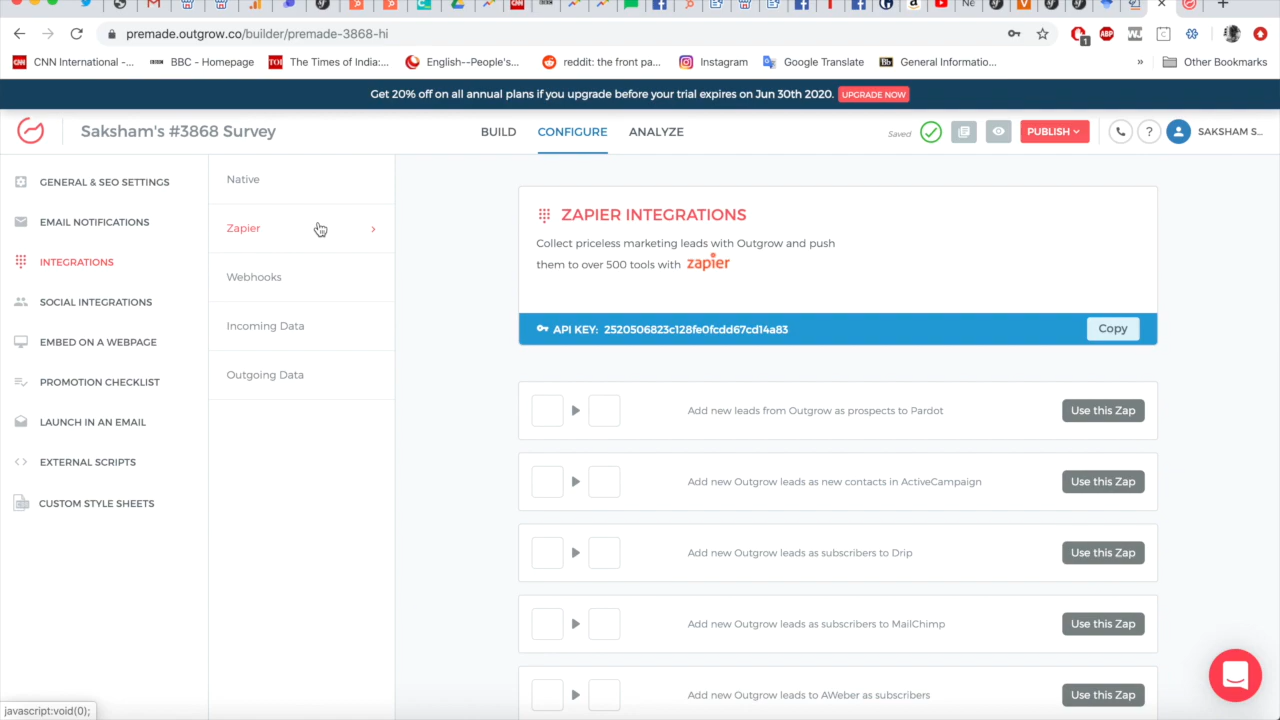 premade.outgrow.co/builder/premade-3868-hi
1
ABP
WJ
CNN International -...
BBC - Homepage
The Times of India:...
English--People's...
reddit: the front pa...
Instagram
Google Translate
General Informatio...
»
Other Bookmarks
Get 20% off on all annual plans if you upgrade before your trial expires on Jun 30th 2020. UPGRADE NOW
Saksham's #3868 Survey
BUILD
CONFIGURE
ANALYZE
Saved
PUBLISH
?
SAKSHAM S...
GENERAL & SEO SETTINGS
EMAIL NOTIFICATIONS
INTEGRATIONS
SOCIAL INTEGRATIONS
EMBED ON A WEBPAGE
PROMOTION CHECKLIST
LAUNCH IN AN EMAIL
EXTERNAL SCRIPTS
CUSTOM STYLE SHEETS
Native
Zapier
Webhooks
Incoming Data
Outgoing Data
ZAPIER INTEGRATIONS
Collect priceless marketing leads with Outgrow and push
them to over 500 tools with zapier
API KEY: 2520506823c128fe0fcdd67cd14a83
Copy
Add new leads from Outgrow as prospects to Pardot
Use this Zap
Add new Outgrow leads as new contacts in ActiveCampaign
Use this Zap
Add new Outgrow leads as subscribers to Drip
Use this Zap
Add new Outgrow leads as subscribers to MailChimp
Use this Zap
Add new Outgrow leads to AWeber as subscribers
Use this Zap
javascript:void(0);